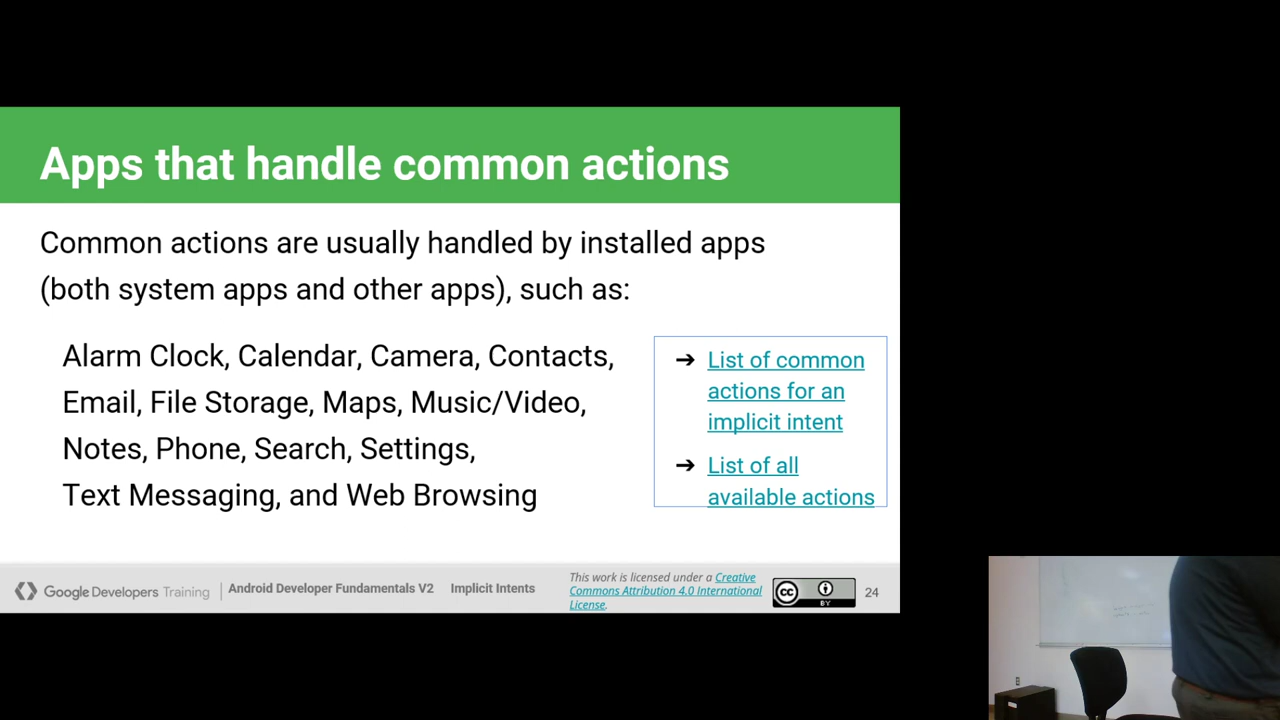 Apps that handle common actions
Common actions are usually handled by installed apps
(both system apps and other apps), such as:
Alarm Clock, Calendar, Camera, Contacts,
Email, File Storage, Maps, Music/Video,
Notes, Phone, Search, Settings,
Text Messaging, and Web Browsing
➔ List of common
actions for an
implicit intent
➔ List of all
available actions
Google Developers Training
Android Developer Fundamentals V2
Implicit Intents
This work is licensed under a Creative
Commons Attribution 4.0 International
License.
cc
BY
24